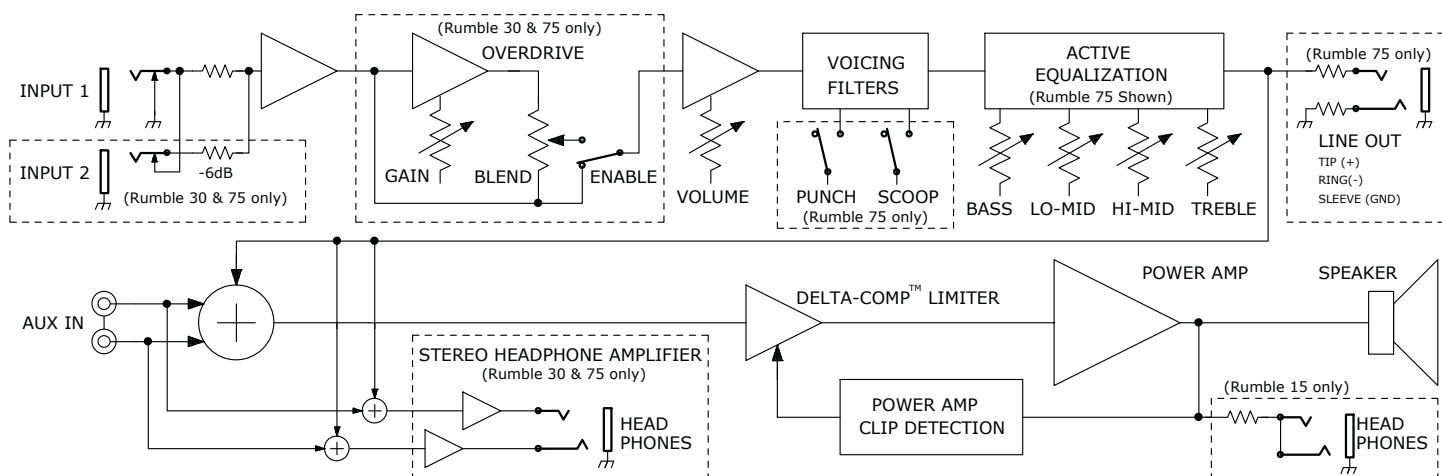 INPUT 1
INPUT 2
-6dB
(Rumble 30 & 75 only)
(Rumble 30 & 75 only)
OVERDRIVE
GAIN
BLEND
ENABLE
VOLUME
VOICING
FILTERS
PUNCH
SCOOP
(Rumble 75 only)
ACTIVE
EQUALIZATION
(Rumble 75 Shown)
BASS
LO-MID
HI-MID
TREBLE
(Rumble 75 only)
LINE OUT
TIP (+)
RING(-)
SLEEVE (GND)
AUX IN
STEREO HEADPHONE AMPLIFIER
(Rumble 30 & 75 only)
HEAD
PHONES
DELTA-COMP™ LIMITER
POWER AMP
SPEAKER
POWER AMP
CLIP DETECTION
(Rumble 15 only)
HEAD
PHONES